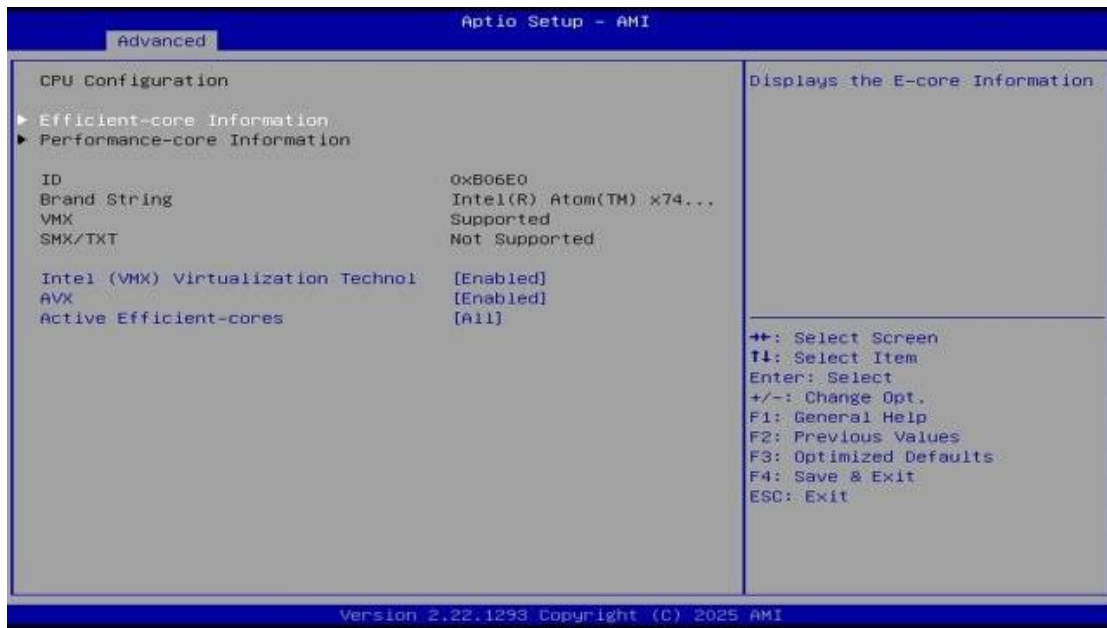 Aptio Setup - AMI
Advanced
CPU Configuration
Efficient-core Information
Performance-core Information
ID 0xB06E0
Brand String Intel(R) Atom(TM) x74...
VMX Supported
SMX/TXT Not Supported
Intel (VMX) Virtualization Technol [Enabled]
AVX [Enabled]
Active Efficient-cores [All]
Displays the E-core Information
→←: Select Screen
↑↓: Select Item
Enter: Select
+/-: Change Opt.
F1: General Help
F2: Previous Values
F3: Optimized Defaults
F4: Save & Exit
ESC: Exit
Version 2.22.1293 Copyright (C) 2025 AMI